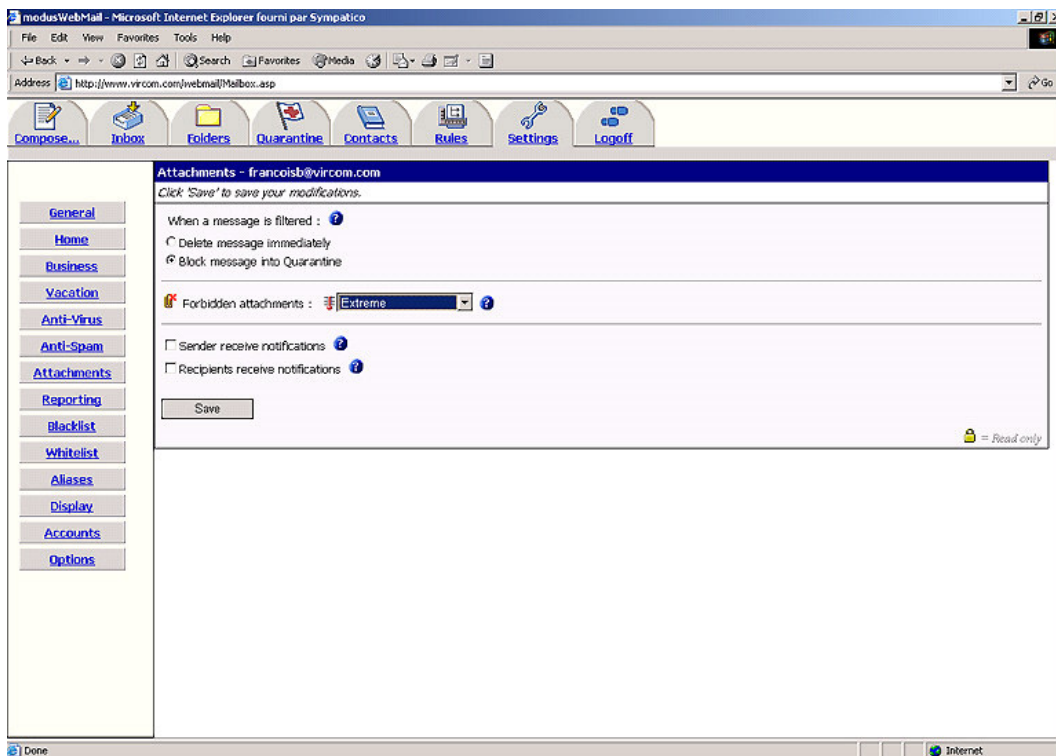 modusWebMail - Microsoft Internet Explorer fourni par Sympatico
File Edit View Favorites Tools Help
Back Search Favorites Media
Address http://www.vircom.com/webmail/Mailbox.asp Go
Compose... Inbox Folders Quarantine Contacts Rules Settings Logoff
Attachments - francoisb@vircom.com
Click 'Save' to save your modifications.
General
Home
Business
Vacation
Anti-Virus
Anti-Spam
Attachments
Reporting
Blacklist
Whitelist
Aliases
Display
Accounts
Options
When a message is filtered :
Delete message immediately
Block message into Quarantine
Forbidden attachments : Extreme
Sender receive notifications
Recipients receive notifications
Save
= Read only
Done Internet